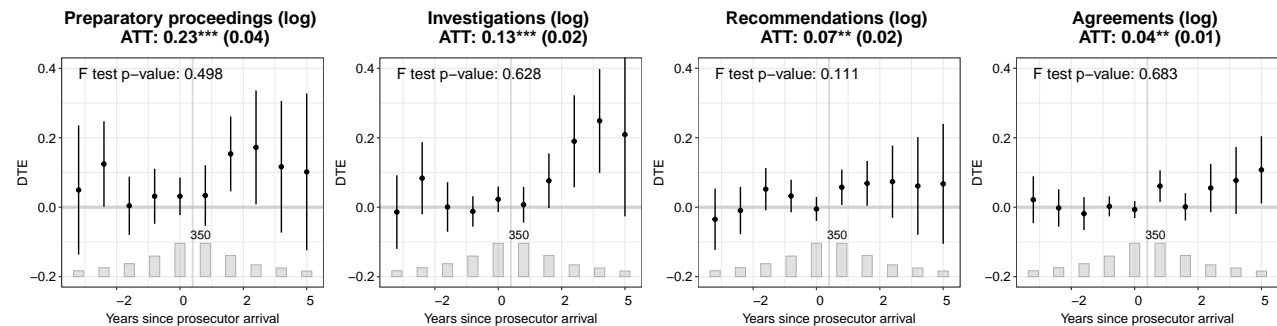 Preparatory proceedings (log)
ATT: 0.23*** (0.04)
F test p−value: 0.498
0.4
0.2
0.0
−0.2
DTE
350
−2 0 2 5
Years since prosecutor arrival
Investigations (log)
ATT: 0.13*** (0.02)
F test p−value: 0.628
0.4
0.2
0.0
−0.2
DTE
350
−2 0 2 5
Years since prosecutor arrival
Recommendations (log)
ATT: 0.07** (0.02)
F test p−value: 0.111
0.4
0.2
0.0
−0.2
DTE
350
−2 0 2 5
Years since prosecutor arrival
Agreements (log)
ATT: 0.04** (0.01)
F test p−value: 0.683
0.4
0.2
0.0
−0.2
DTE
350
−2 0 2 5
Years since prosecutor arrival